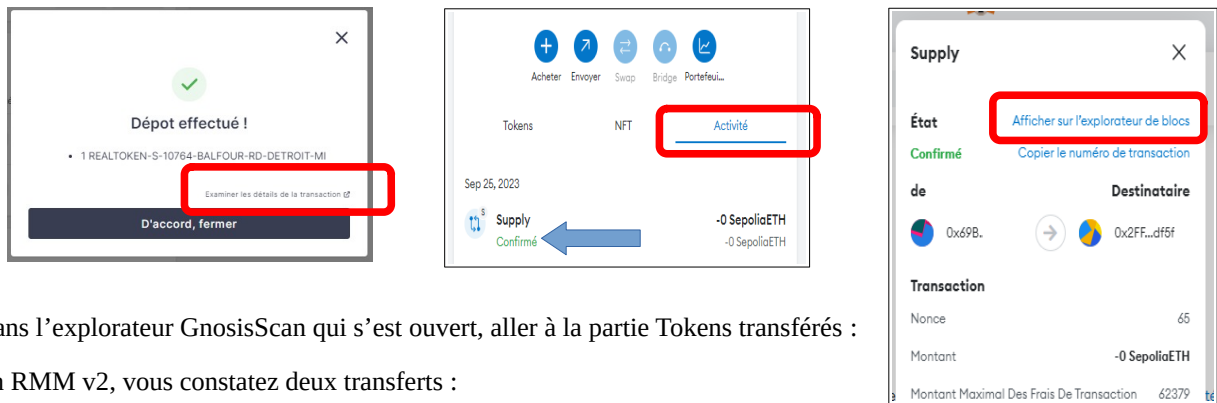 Dépot effectué !
1 REALTOKEN-S-10764-BALFOUR-RD-DETROIT-MI
Examiner les détails de la transaction
D'accord, fermer
Acheter Envoyer Swap Bridge Portefeui...
Tokens NFT Activité
Sep 25, 2023
S
Supply -0 SepoliaETH
Confirmé -0 SepoliaETH
Supply
État Afficher sur l'explorateur de blocs
Confirmé Copier le numéro de transaction
de Destinataire
0x69B.. 0x2FF...df5f
Transaction
Nonce 65
Montant -0 SepoliaETH
Montant Maximal Des Frais De Transaction 62379
ans l’explorateur GnosisScan qui s’est ouvert, aller à la partie Tokens transférés :
RMM v2, vous constatez deux transferts :